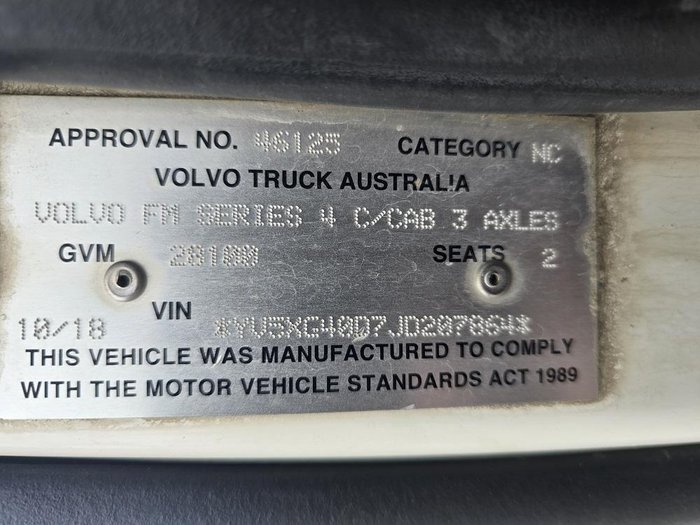 APPROVAL NO. 46125 CATEGORY NC
VOLVO TRUCK AUSTRALIA
VOLVO FM SERIES 4 C/CAB 3 AXLES
GVM 28100 SEATS 2
VIN
10/18 *YV5XG40D7JD207864*
THIS VEHICLE WAS MANUFACTURED TO COMPLY
WITH THE MOTOR VEHICLE STANDARDS ACT 1989